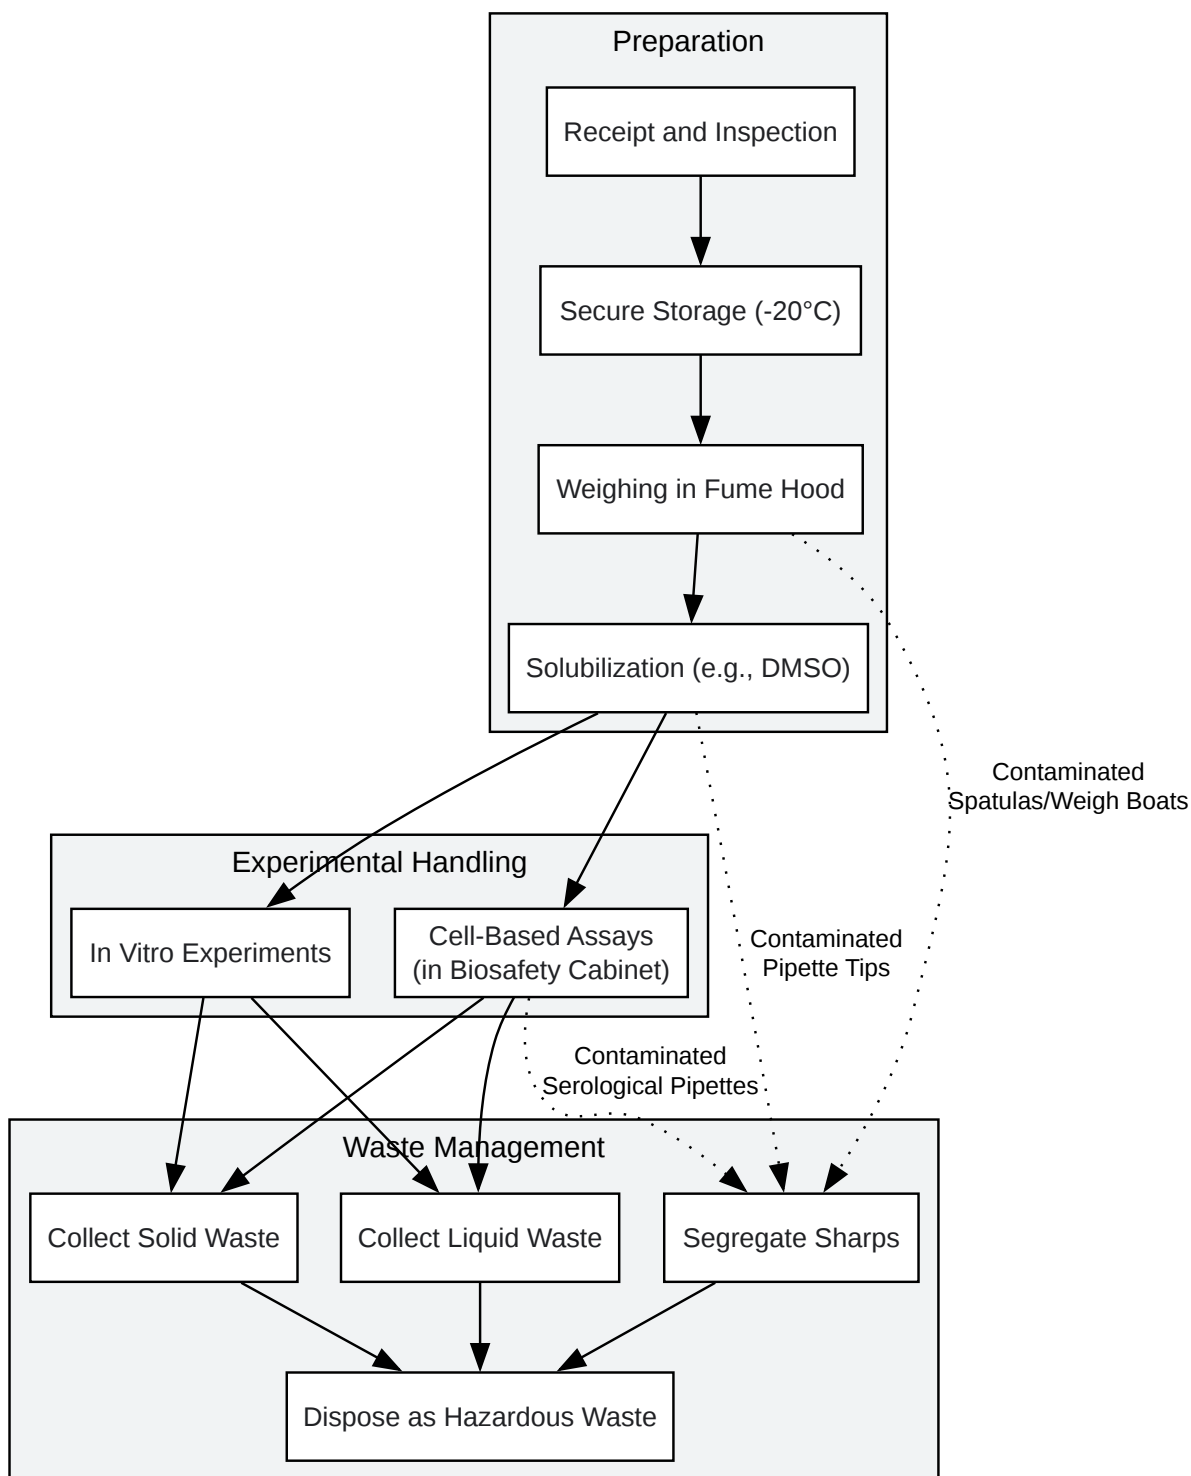 Preparation
Receipt and Inspection
Secure Storage (-20°C)
Weighing in Fume Hood
Solubilization (e.g., DMSO)
Contaminated
Spatulas/Weigh Boats
Experimental Handling
In Vitro Experiments
Cell-Based Assays
(in Biosafety Cabinet)
Contaminated
Pipette Tips
Contaminated
Serological Pipettes
Waste Management
Collect Solid Waste
Collect Liquid Waste
Segregate Sharps
Dispose as Hazardous Waste